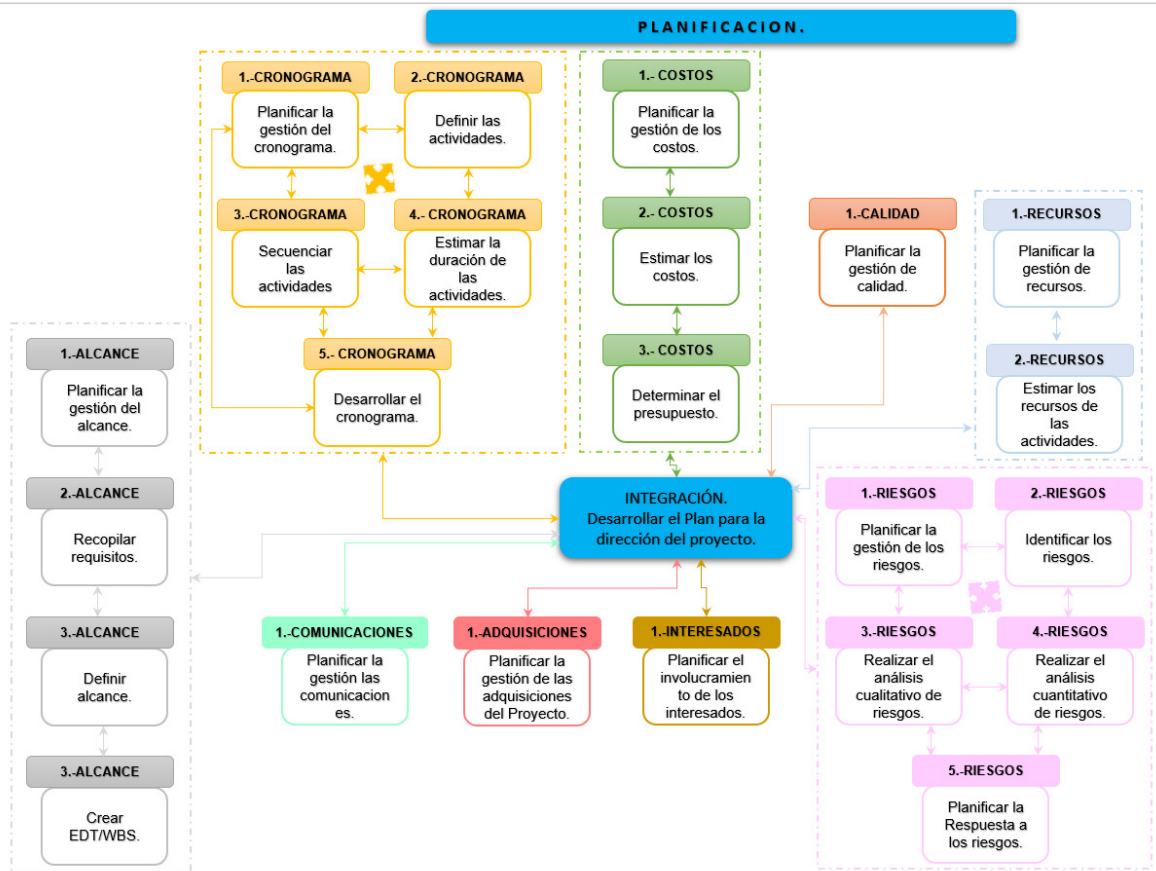 PLANIFICACION.
1.-CRONOGRAMA
Planificar la
gestión del
cronograma.
2.-CRONOGRAMA
Definir las
actividades.
3.-CRONOGRAMA
Secuenciar
las
actividades
4.- CRONOGRAMA
Estimar la
duración de
las
actividades.
5.- CRONOGRAMA
Desarrollar el
cronograma.
1.- COSTOS
Planificar la
gestión de los
costos.
2.- COSTOS
Estimar los
costos.
3.- COSTOS
Determinar el
presupuesto.
1.-CALIDAD
Planificar la
gestión de
calidad.
1.-RECURSOS
Planificar la
gestión de
recursos.
2.-RECURSOS
Estimar los
recursos de
las
actividades.
1.-ALCANCE
Planificar la
gestión del
alcance.
2.-ALCANCE
Recopilar
requisitos.
3.-ALCANCE
Definir
alcance.
3.-ALCANCE
Crear
EDT/WBS.
INTEGRACIÓN.
Desarrollar el Plan para la
dirección del proyecto.
1.-COMUNICACIONES
Planificar la
gestión las
comunicacion
es.
1.-ADQUISICIONES
Planificar la
gestión de las
adquisiciones
del Proyecto.
1.-INTERESADOS
Planificar el
involucramien
to de los
interesados.
1.-RIESGOS
Planificar la
gestión de los
riesgos.
2.-RIESGOS
Identificar los
riesgos.
3.-RIESGOS
Realizar el
análisis
cualitativo de
riesgos.
4.-RIESGOS
Realizar el
análisis
cuantitativo
de riesgos.
5.-RIESGOS
Planificar la
Respuesta a
los riesgos.